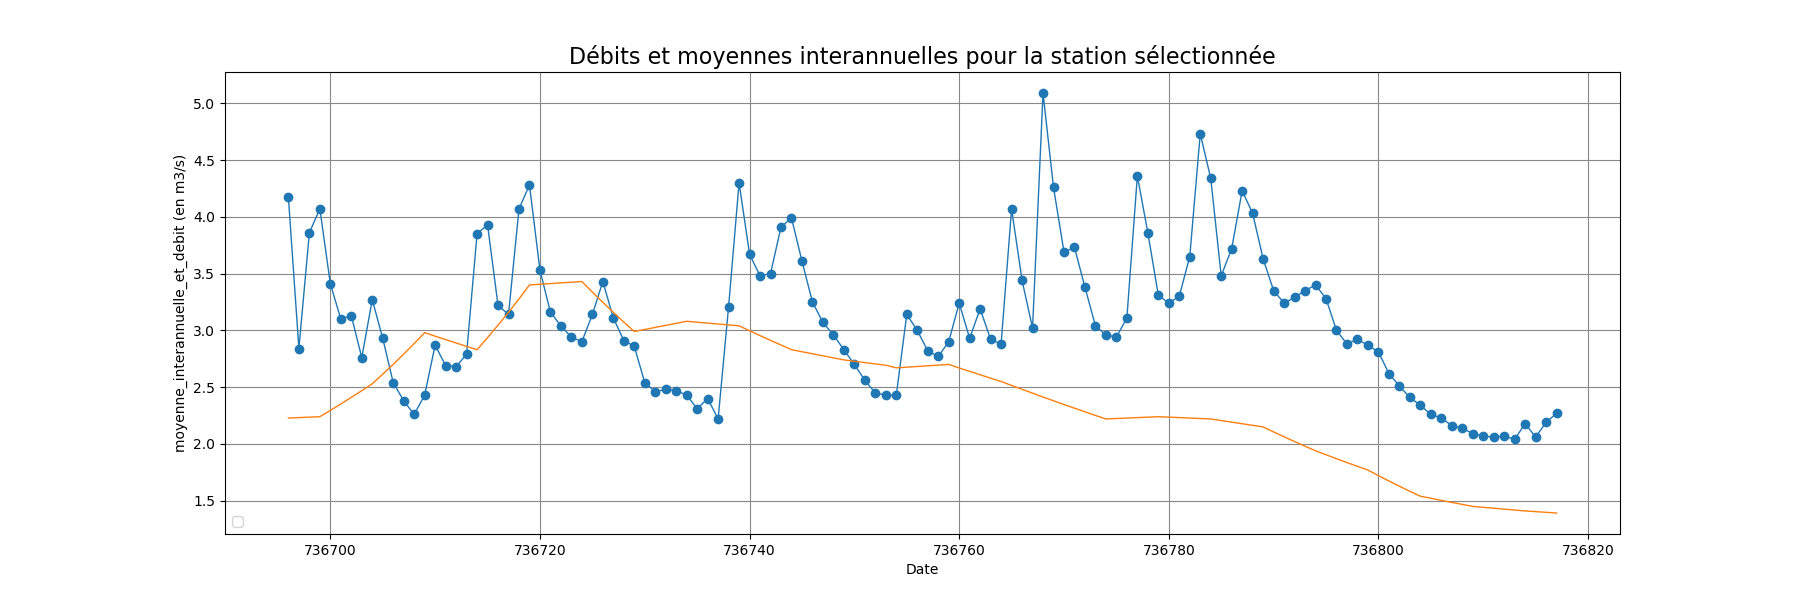 Débits et moyennes interannuelles pour la station sélectionnée
moyenne_interannuelle_et_debit (en m3/s)
5.0
4.5
4.0
3.5
3.0
2.5
2.0
1.5
736700 736720 736740 736760 736780 736800 736820
Date